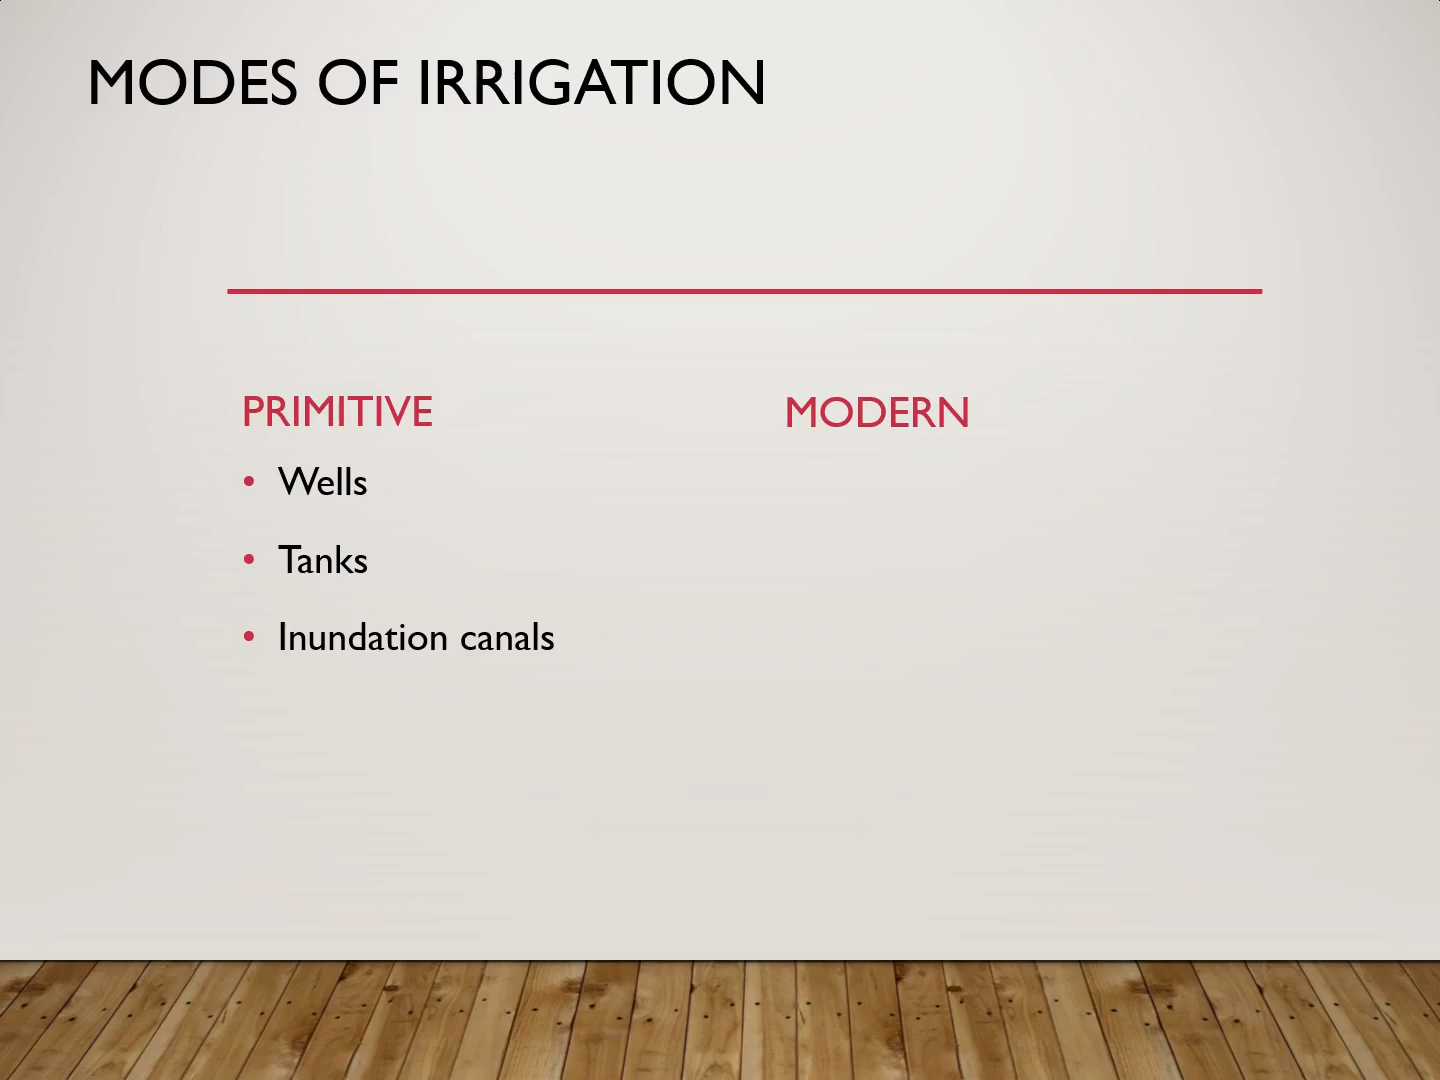 MODES OF IRRIGATION
PRIMITIVE
• Wells
• Tanks
• Inundation canals
MODERN